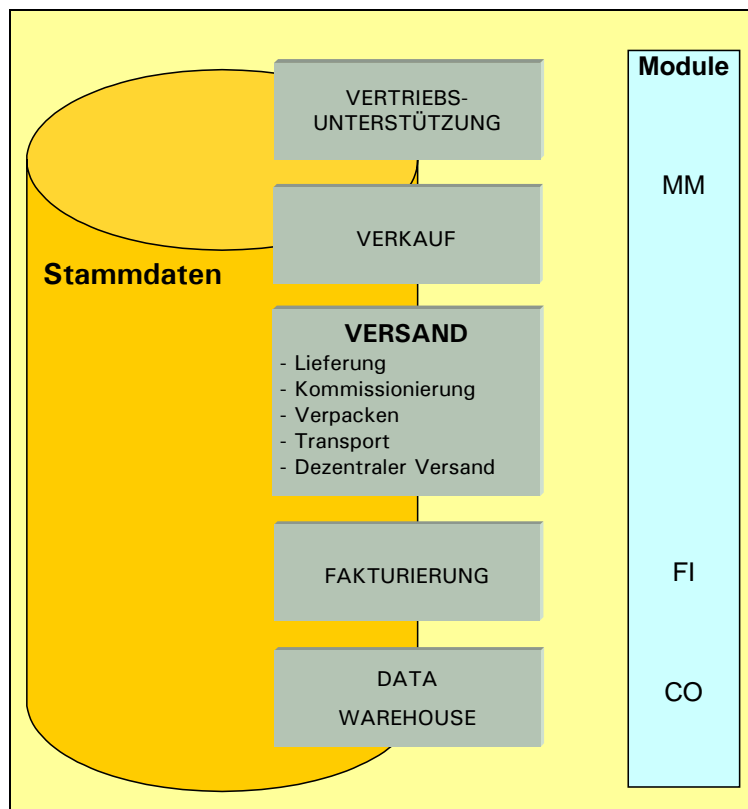 VERTRIEBS-
UNTERSTÜTZUNG
Module
MM
VERKAUF
Stammdaten
VERSAND
- Lieferung
- Kommissionierung
- Verpacken
- Transport
- Dezentraler Versand
FAKTURIERUNG
FI
DATA
WAREHOUSE
CO